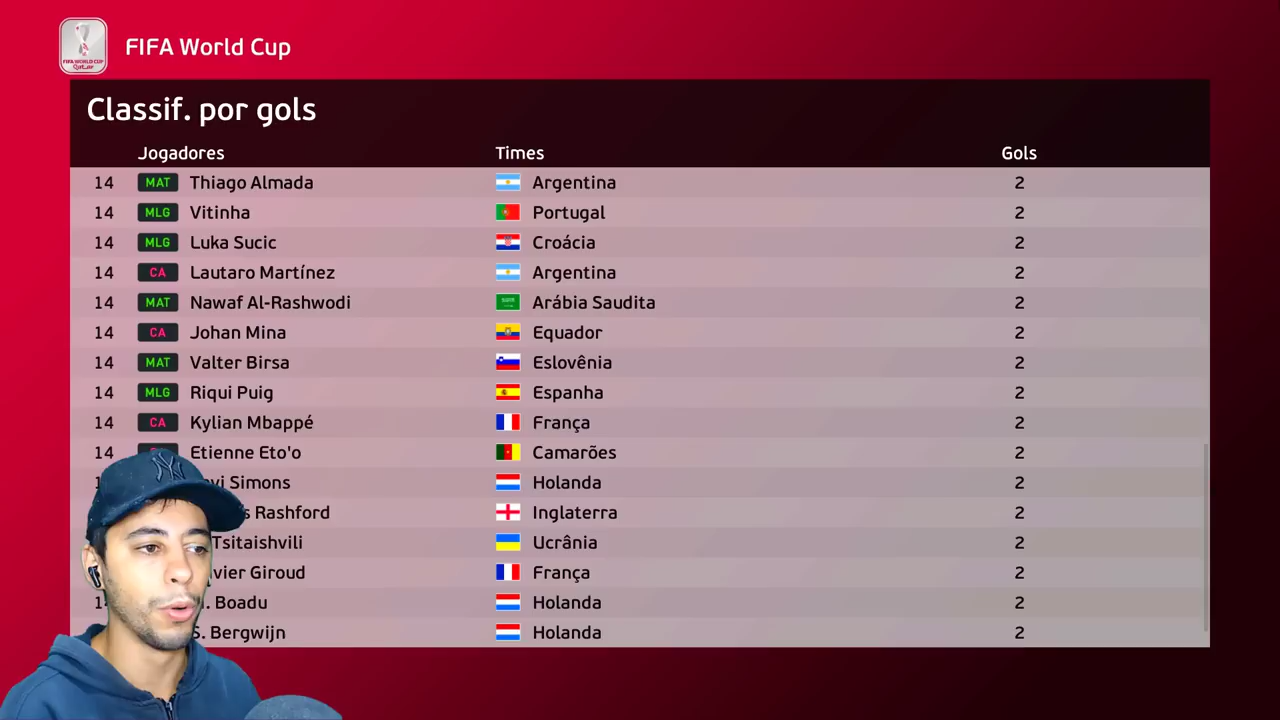 FIFA World Cup
FIFA WORLD CUP
Qatar
Classif. por gols
Jogadores Times Gols
14 MAT Thiago Almada Argentina 2
14 MLG Vitinha Portugal 2
14 MLG Luka Sucic Croácia 2
14 CA Lautaro Martínez Argentina 2
14 MAT Nawaf Al-Rashwodi Arábia Saudita 2
14 CA Johan Mina Equador 2
14 MAT Valter Birsa Eslovênia 2
14 MLG Riqui Puig Espanha 2
14 CA Kylian Mbappé França 2
14 Etienne Eto'o Camarões 2
Simons Holanda 2
Rashford Inglaterra 2
Tsitaishvili Ucrânia 2
Giroud França 2
Boadu Holanda 2
S. Bergwijn Holanda 2